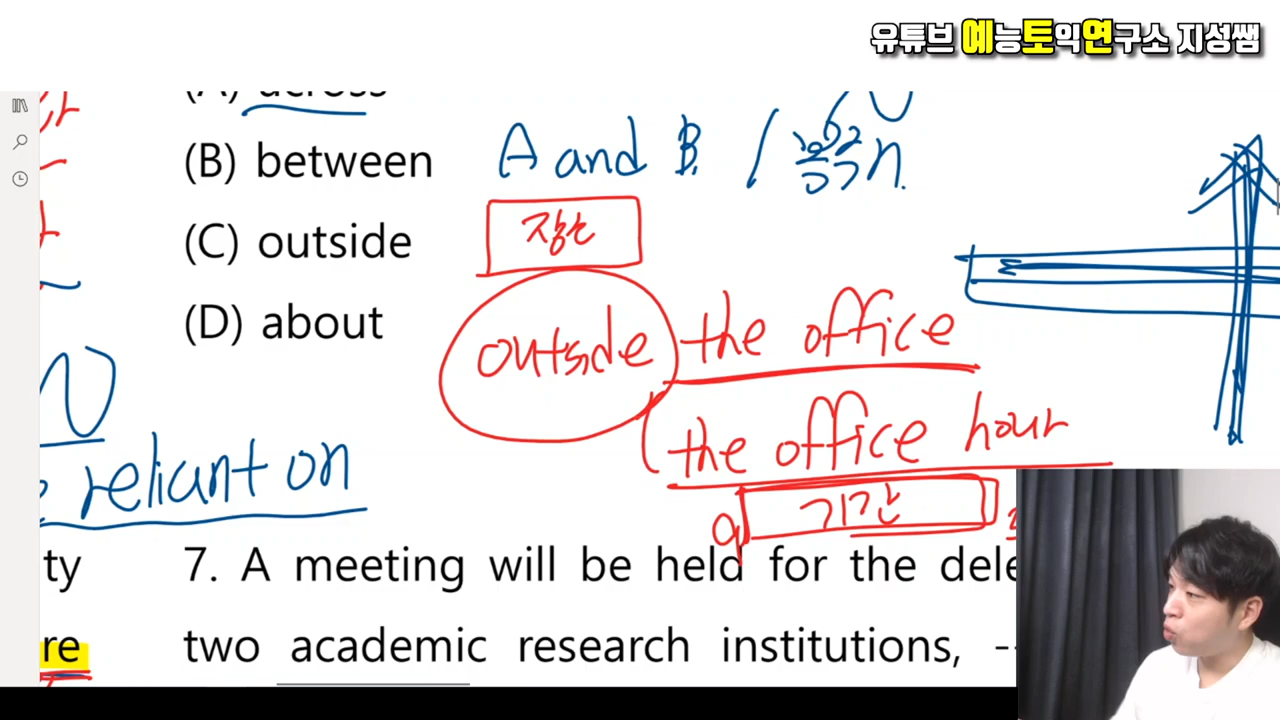 유튜브 예능토익연구소 지성쌤
(A) across
(B) between A and B / 복수n.
(C) outside 장소
(D) about
outside the office
the office hour
reliant on
기간
ty
7. A meeting will be held for the dele
re
two academic research institutions, --